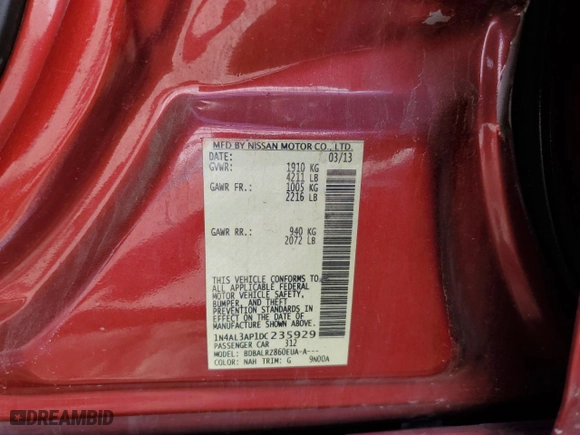 MFD BY NISSAN MOTOR CO., LTD.
DATE: 03/13
GVWR: 1910 KG
4211 LB
GAWR FR.: 1005 KG
2216 LB
GAWR RR.: 940 KG
2072 LB
THIS VEHICLE CONFORMS TO
ALL APPLICABLE FEDERAL
MOTOR VEHICLE SAFETY,
BUMPER, AND THEFT
PREVENTION STANDARDS IN
EFFECT ON THE DATE OF
MANUFACTURE SHOWN ABOVE.
1N4AL3AP1DC235929
PASSENGER CAR 312
MODEL: BDBALRZ860EUA-A---
COLOR: NAH TRIM: G 9N00A
DREAMBID